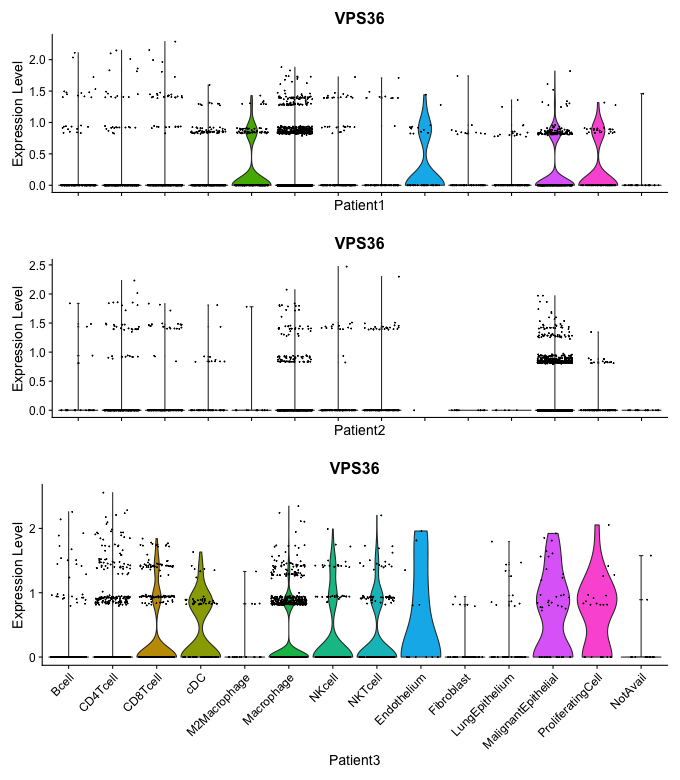 VPS36
Expression Level
2.0
1.5
1.0
0.5
0.0
Patient1
VPS36
Expression Level
2.5
2.0
1.5
1.0
0.5
0.0
Patient2
VPS36
Expression Level
2
1
0
Bcell
CD4Tcell
CD8Tcell
cDC
M2Macrophage
Macrophage
NKcell
NKTcell
Endothelium
Fibroblast
LungEpithelium
MalignantEpithelial
ProliferatingCell
NotAvail
Patient3